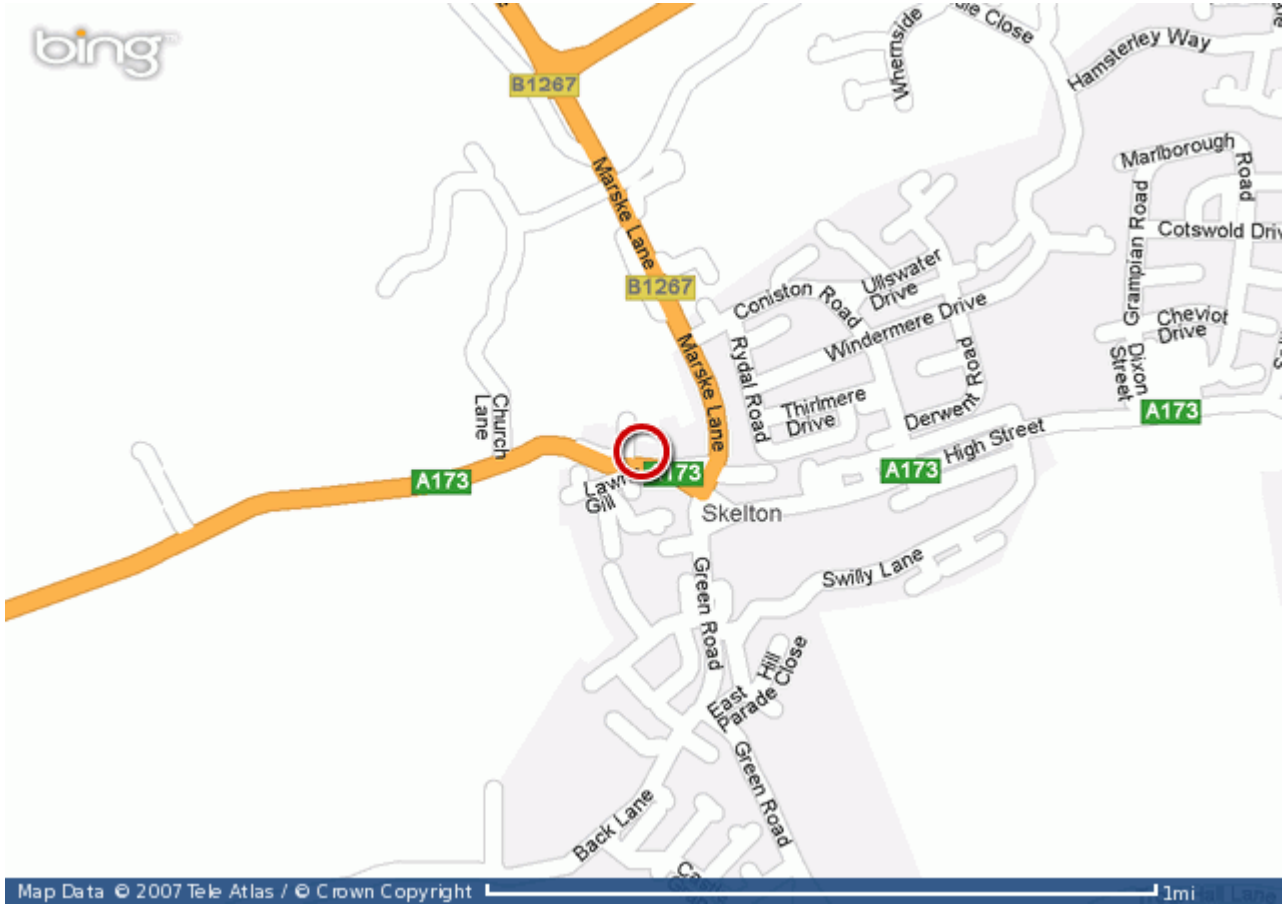 bing
B1267
Whernside
Hamsterley Way
Close
Marlborough
Road
Marske Lane
Grampian Road
Cotswold
B1267
Coniston Road
Ullswater
Drive
Windermere Drive
Cheviot
Drive
Marske Lane
Rydal Road
Dixon
Street
Thirlmere
Drive
Derwent Road
Church
Lane
A173
High Street
A173
A173
A173
Gill
Skelton
Swilly Lane
Green Road
Hill
Close
East
Parade
Green Road
Back Lane
Map Data © 2007 Tele Atlas / © Crown Copyright
1mi